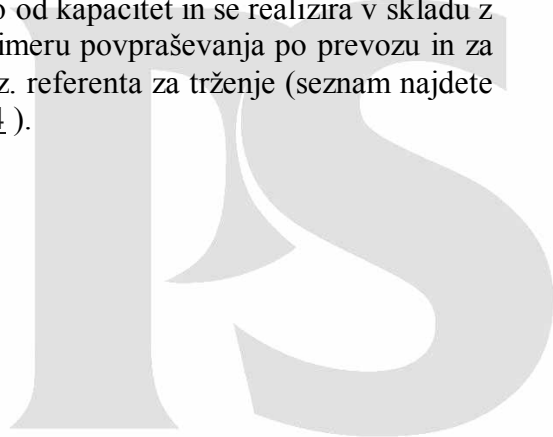 o od kapacitet in se realizira v skladu z
imeru povpraševanja po prevozu in za
z. referenta za trženje (seznam najdete
4 ).